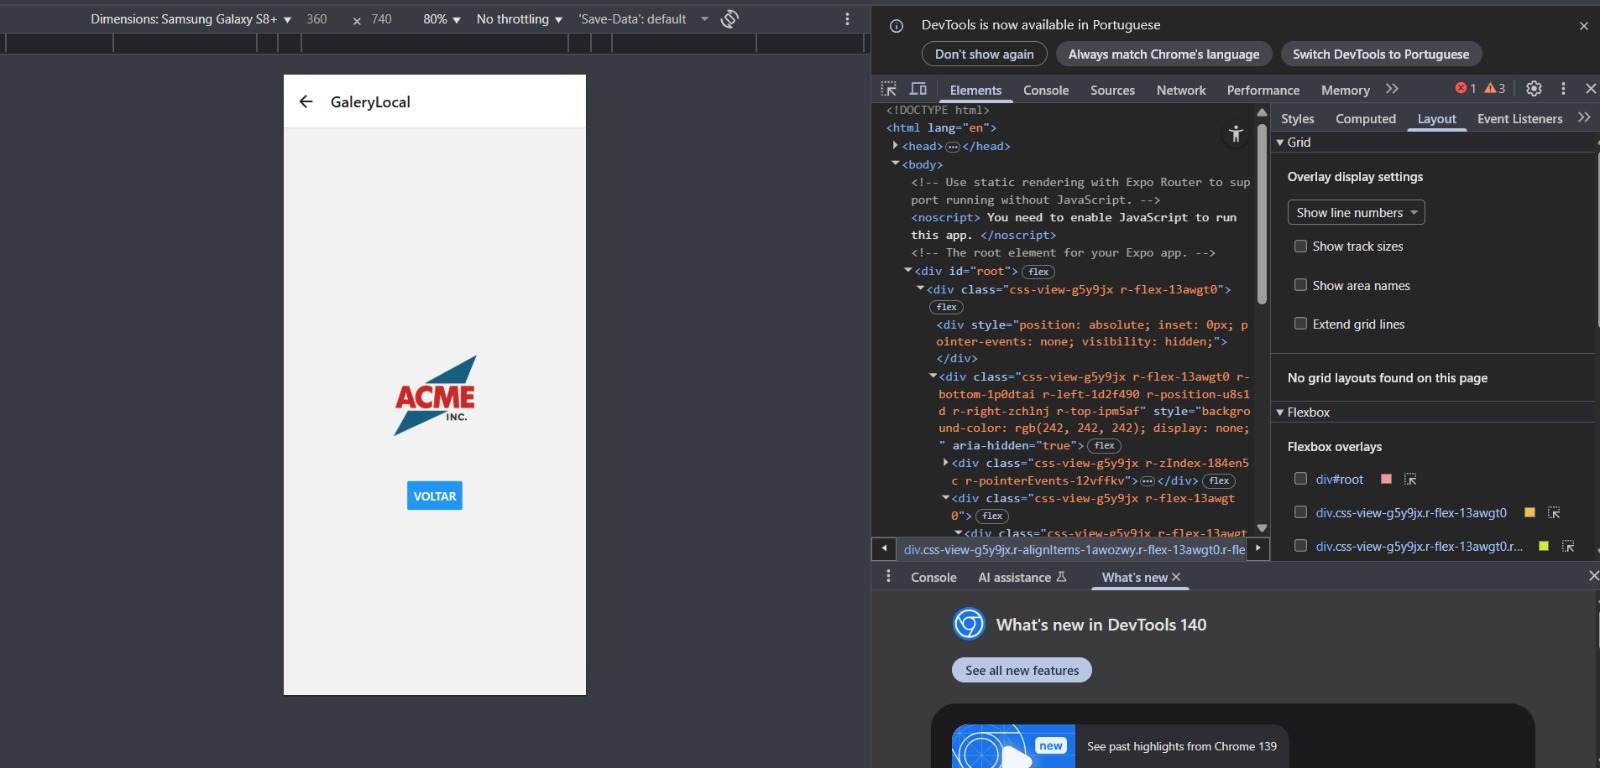 Dimensions: Samsung Galaxy S8+ 360 × 740 80% No throttling 'Save-Data': default
GaleryLocal
ACME
INC.
VOLTAR
DevTools is now available in Portuguese
Don't show again Always match Chrome's language Switch DevTools to Portuguese
Elements Console Sources Network Performance Memory 1 3
<!DOCTYPE html>
<html lang="en">
<head> ⋯ </head>
<body>
<!-- Use static rendering with Expo Router to sup
port running without JavaScript. -->
<noscript> You need to enable JavaScript to run
this app. </noscript>
<!-- The root element for your Expo app. -->
<div id="root"> flex
<div class="css-view-g5y9jx r-flex-13awgt0">
flex
<div style="position: absolute; inset: 0px; p
ointer-events: none; visibility: hidden;">
</div>
<div class="css-view-g5y9jx r-flex-13awgt0 r-
bottom-1p0dtai r-left-1d2f490 r-position-u8s1
d r-right-zchlnj r-top-ipm5af" style="backgro
und-color: rgb(242, 242, 242); display: none;
" aria-hidden="true"> flex
<div class="css-view-g5y9jx r-zIndex-184en5
c r-pointerEvents-12vffkv"> ⋯ </div> flex
<div class="css-view-g5y9jx r-flex-13awgt
0"> flex
<div class="css-view-g5y9jx r-flex-13awgt
div.css-view-g5y9jx.r-alignItems-1awozwy.r-flex-13awgt0.r-fle
Styles Computed Layout Event Listeners
Grid
Overlay display settings
Show line numbers
Show track sizes
Show area names
Extend grid lines
No grid layouts found on this page
Flexbox
Flexbox overlays
div#root
div.css-view-g5y9jx.r-flex-13awgt0
div.css-view-g5y9jx.r-flex-13awgt0.r...
Console AI assistance What's new
What's new in DevTools 140
See all new features
new
See past highlights from Chrome 139